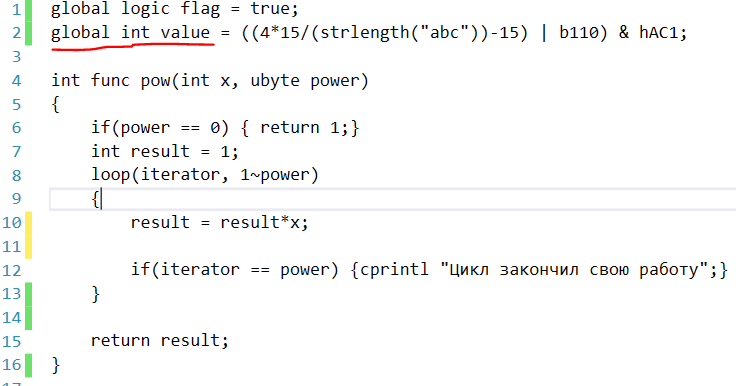 1 global logic flag = true;
2 global int value = ((4*15/(strlength("abc"))-15) | b110) & hAC1;
3
4 int func pow(int x, ubyte power)
5 {
6 if(power == 0) { return 1;}
7 int result = 1;
8 loop(iterator, 1~power)
9 {
10 result = result*x;
11
12 if(iterator == power) {cprintl "Цикл закончил свою работу";}
13 }
14
15 return result;
16 }
17